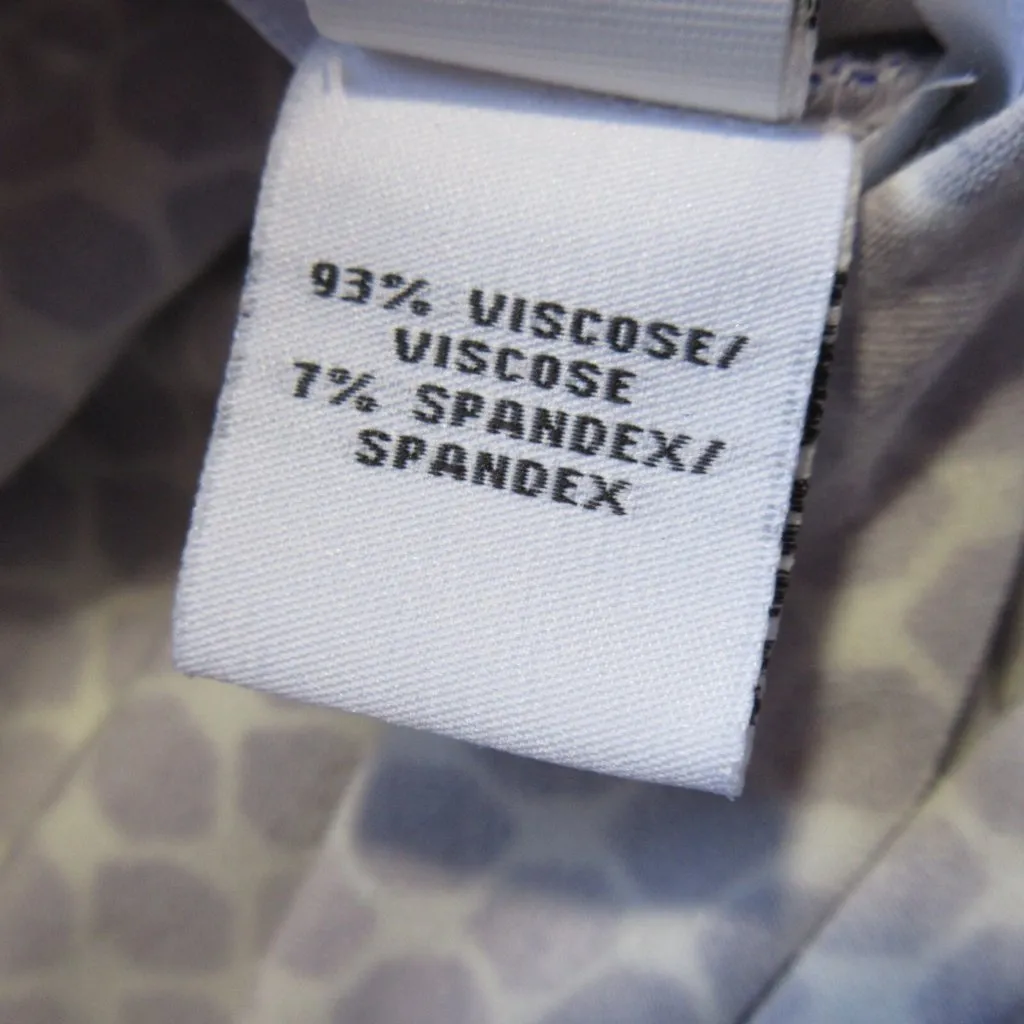 93% VISCOSE/
VISCOSE
7% SPANDEX/
SPANDEX